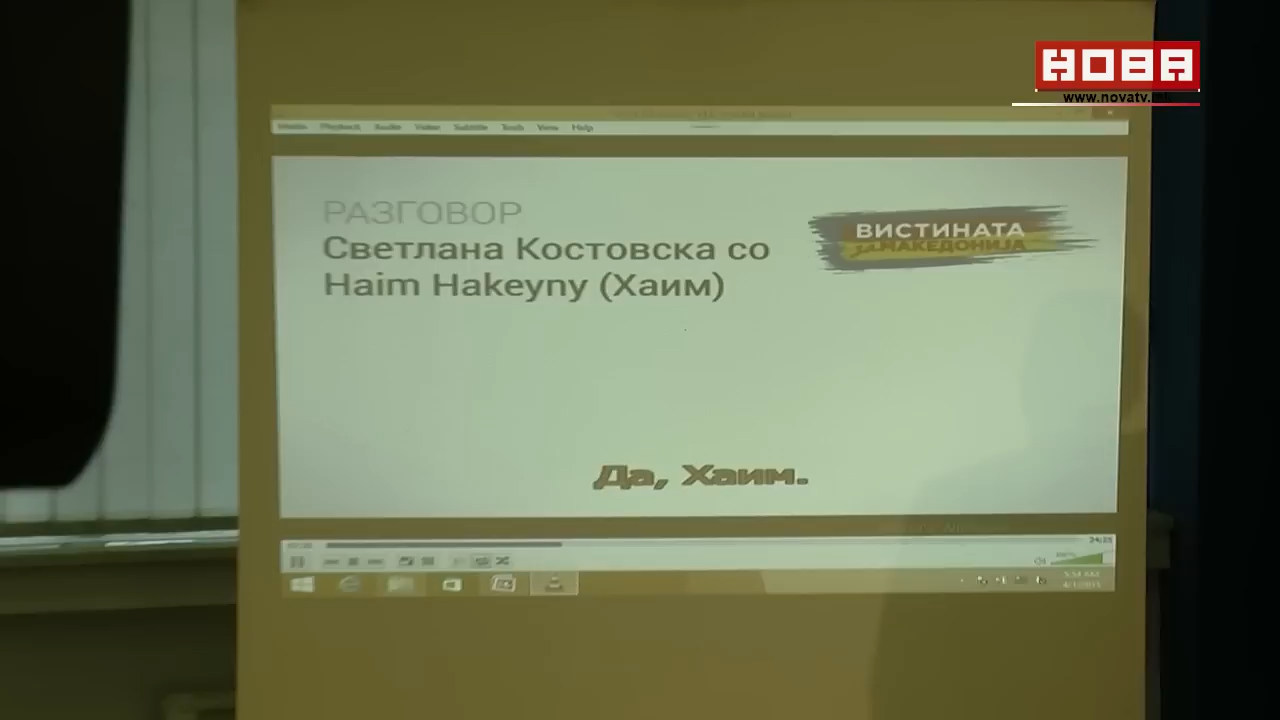 НОВА
www.novatv.mk
Media Playback Audio Video Subtitle Tools View Help
РАЗГОВОР
Светлана Костовска со
Haim Hakeyny (Хаим)
ВИСТИНАТА
за МАКЕДОНИЈА
Да, Хаим.